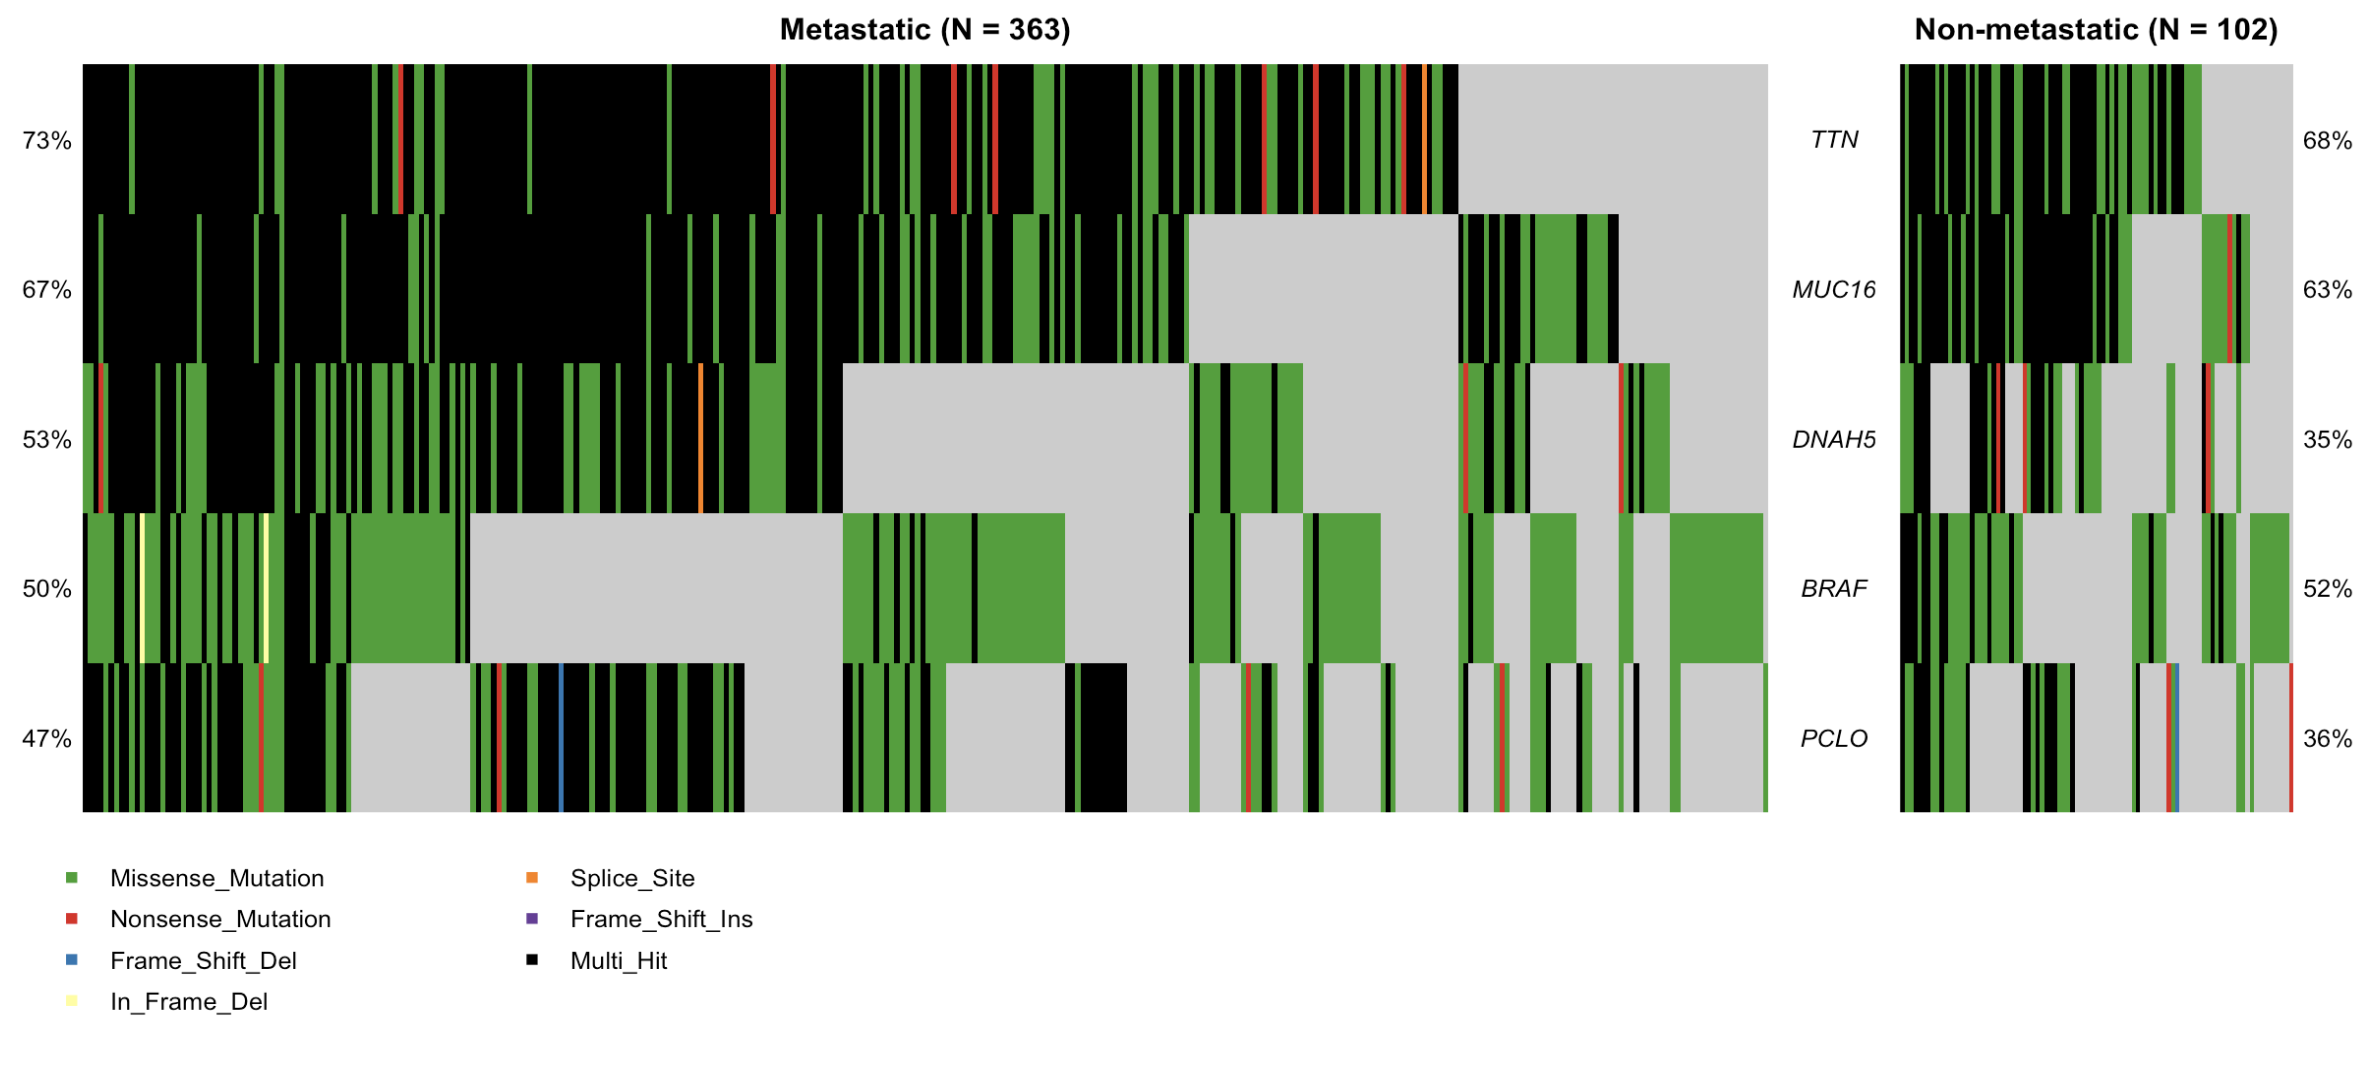 Metastatic (N = 363)
Non-metastatic (N = 102)
73%
TTN
68%
67%
MUC16
63%
53%
DNAH5
35%
50%
BRAF
52%
47%
PCLO
36%
Missense_Mutation
Splice_Site
Nonsense_Mutation
Frame_Shift_Ins
Frame_Shift_Del
Multi_Hit
In_Frame_Del